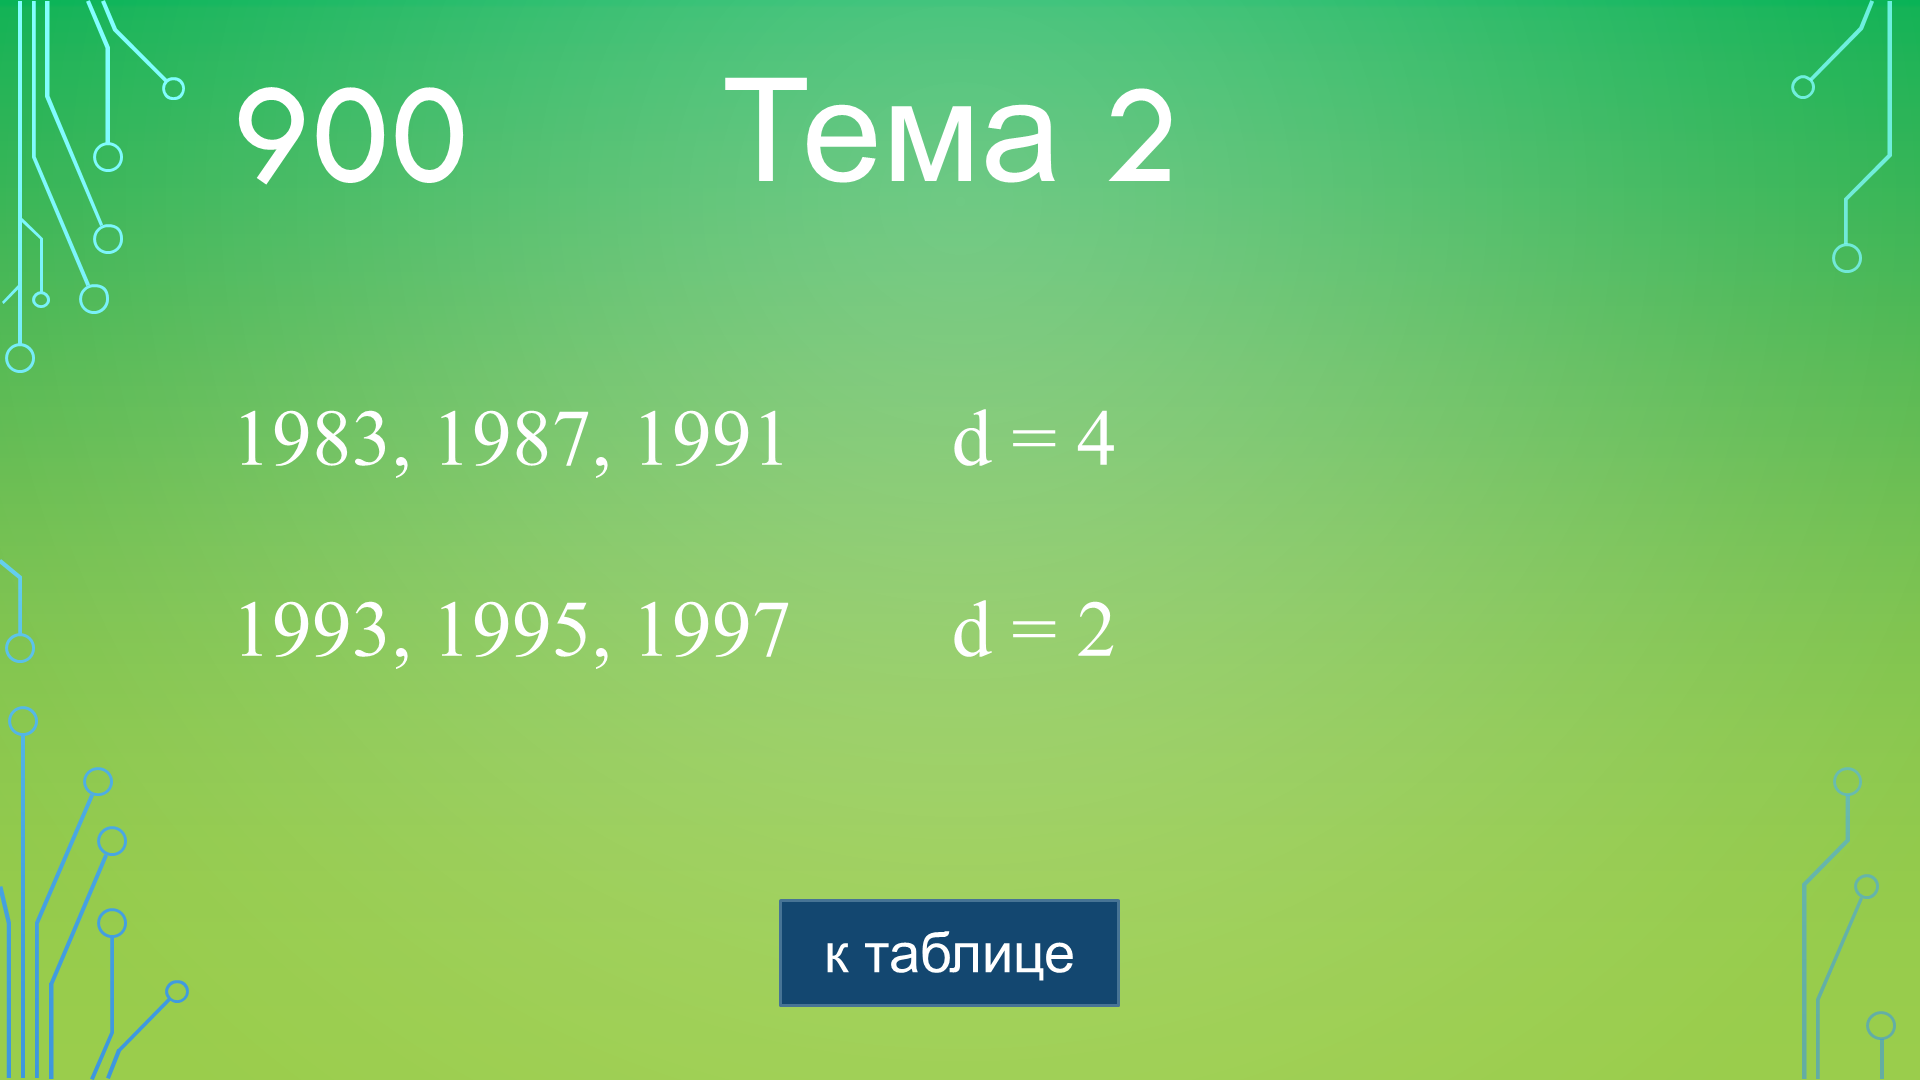 900 Тема 2
1983, 1987, 1991 d = 4
1993, 1995, 1997 d = 2
к таблице